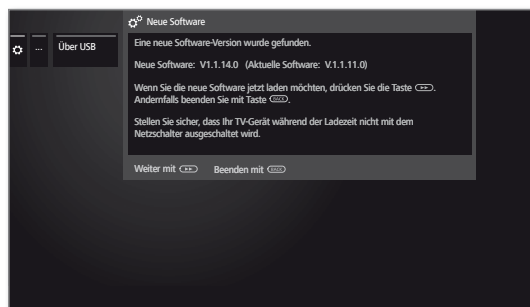 Neue Software
... Über USB
Eine neue Software-Version wurde gefunden.
Neue Software: V1.1.14.0 (Aktuelle Software: V.1.1.11.0)
Wenn Sie die neue Software jetzt laden möchten, drücken Sie die Taste ▶▶.
Andernfalls beenden Sie mit Taste BACK.
Stellen Sie sicher, dass Ihr TV-Gerät während der Ladezeit nicht mit dem
Netzschalter ausgeschaltet wird.
Weiter mit ▶▶ Beenden mit BACK